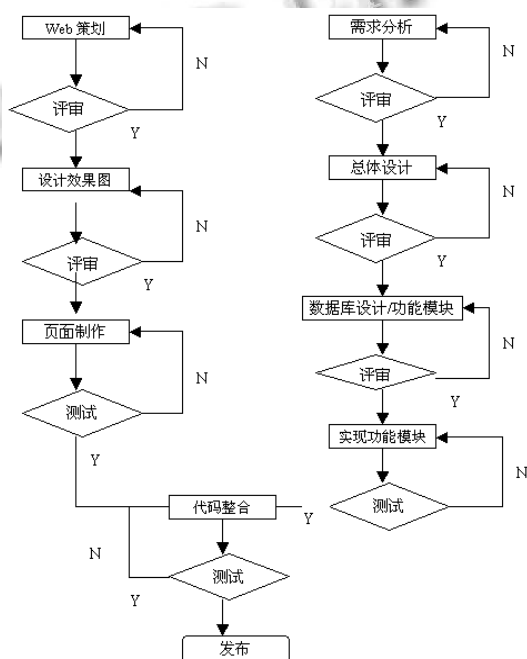 Web 策划
N
评审
Y
设计效果图
N
评审
Y
页面制作
N
测试
Y
需求分析
N
评审
Y
总体设计
N
评审
Y
数据库设计/功能模块
N
评审
Y
实现功能模块
N
测试
Y
代码整合
N
测试
Y
发布